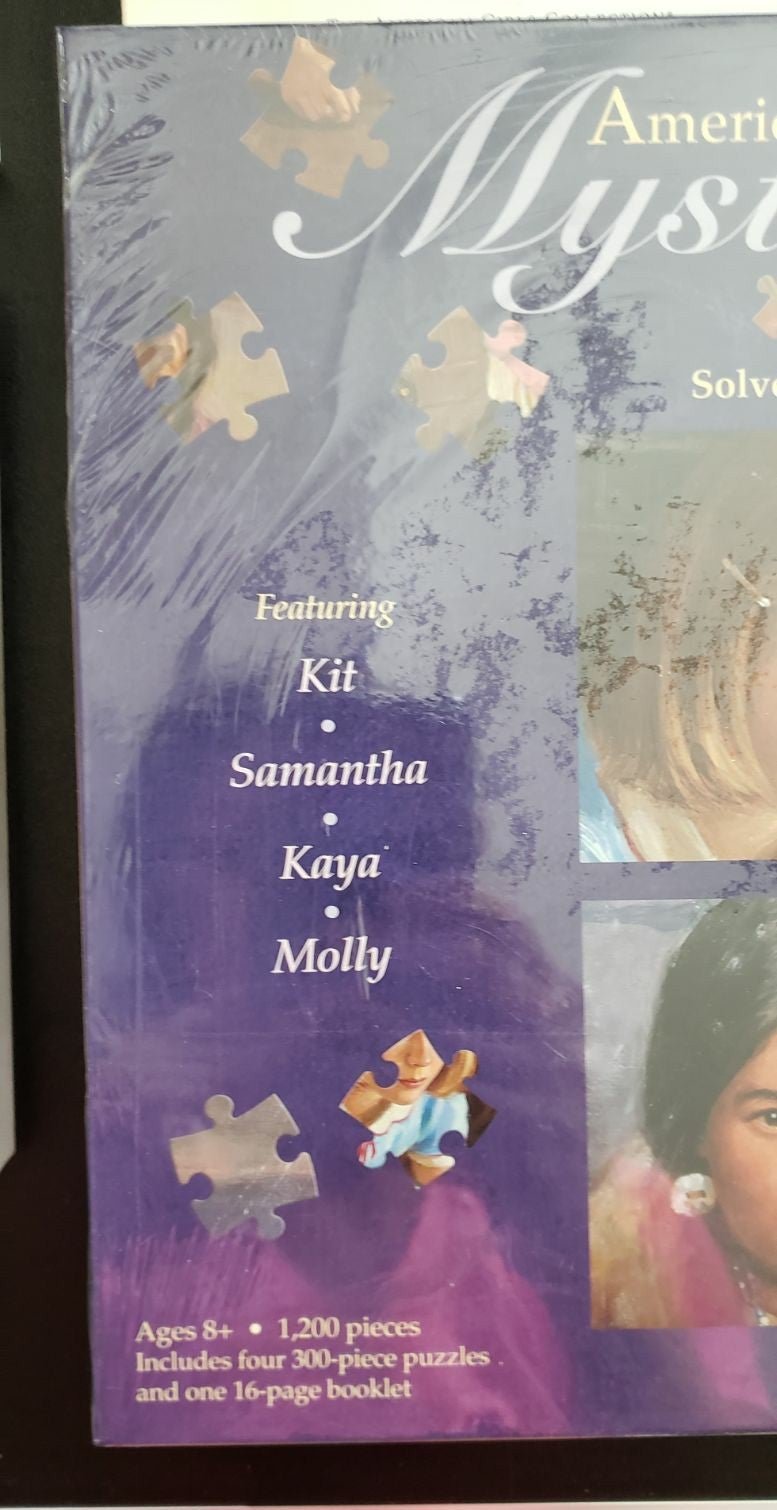 Ameri
Myst
Solv
Featuring
Kit
•
Samantha
•
Kaya
•
Molly
Ages 8+ • 1,200 pieces
Includes four 300-piece puzzles
and one 16-page booklet